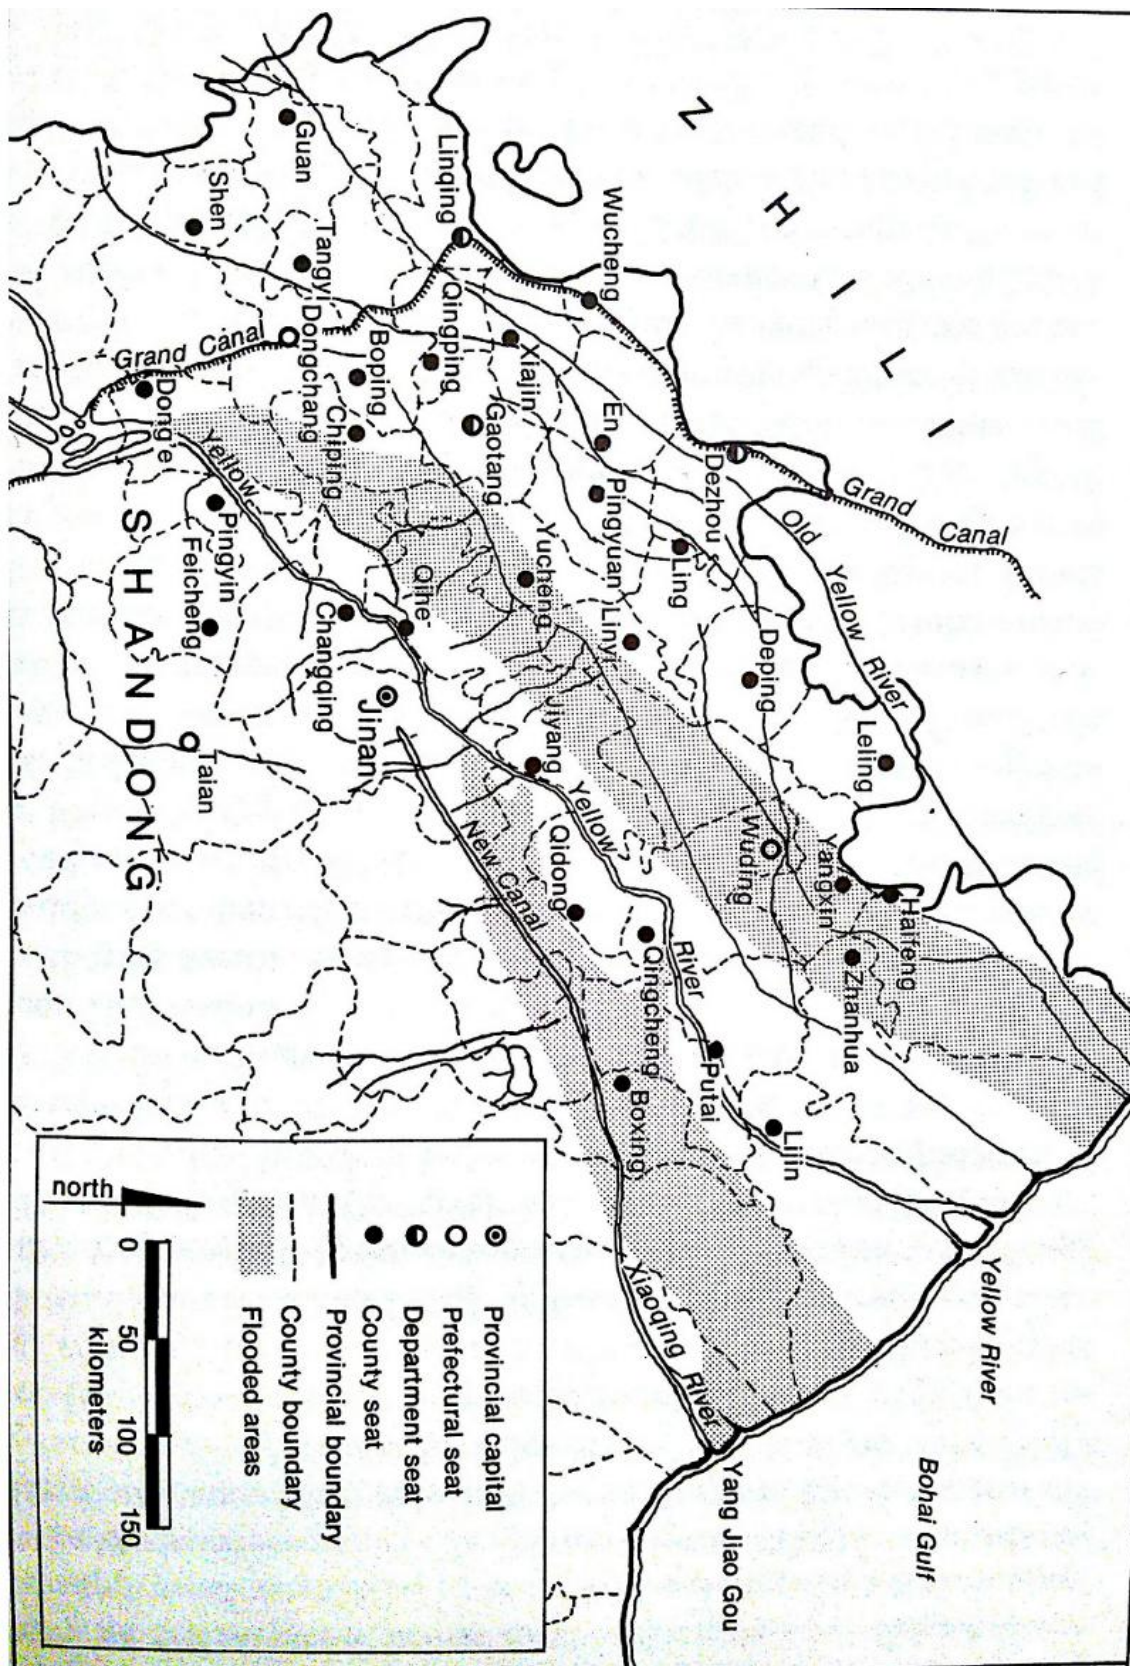 ZHILI
Grand Canal
Old Yellow River
Wucheng
Linqing
Guan
Shen
Tangyi
Dongchang
Grand Canal
Dong'e
Boping
Qingping
Xiajin
Gaotang
Chiping
En
Pingyuan
Dezhou
Ling
Deping
Leling
Linyi
Yucheng
Qihe
Yellow
Pingyin
Feicheng
Changqing
Jinan
Taian
SHANDONG
Jiyang
Yellow
River
New Canal
Qidong
Qingcheng
Wuding
Yangxin
Haifeng
Zhanhua
Putai
Lijin
Boxing
Xiaoqing River
Yellow River
Yang Jiao Gou
Bohai Gulf
Provincial capital
Prefectural seat
Department seat
County seat
Provincial boundary
County boundary
Flooded areas
north
0 50 100 150
kilometers